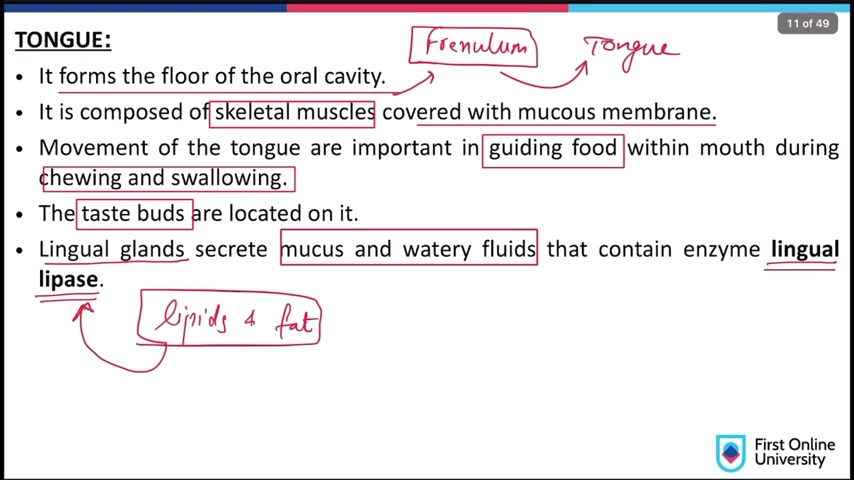 11 of 49
TONGUE:
Frenulum
Tongue
• It forms the floor of the oral cavity.
• It is composed of skeletal muscles covered with mucous membrane.
• Movement of the tongue are important in guiding food within mouth during
chewing and swallowing.
• The taste buds are located on it.
• Lingual glands secrete mucus and watery fluids that contain enzyme lingual
lipase.
lipids & fat
First Online
University